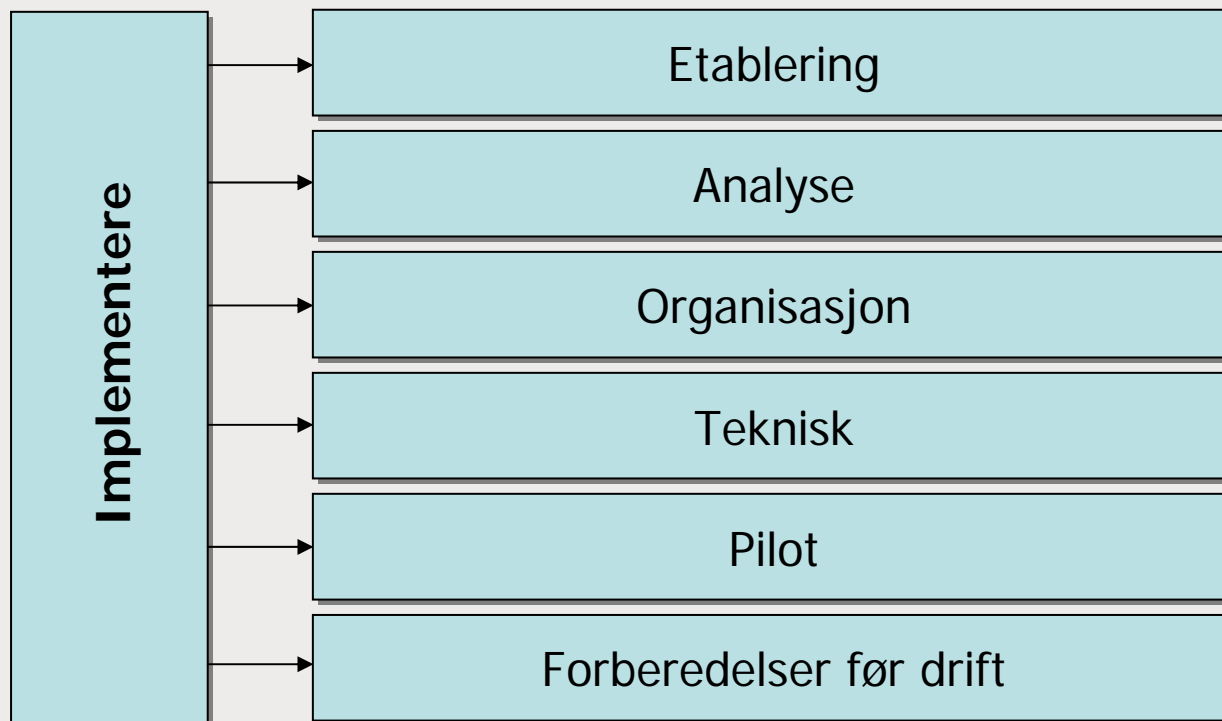 Implementere
Etablering
Analyse
Organisasjon
Teknisk
Pilot
Forberedelser før drift